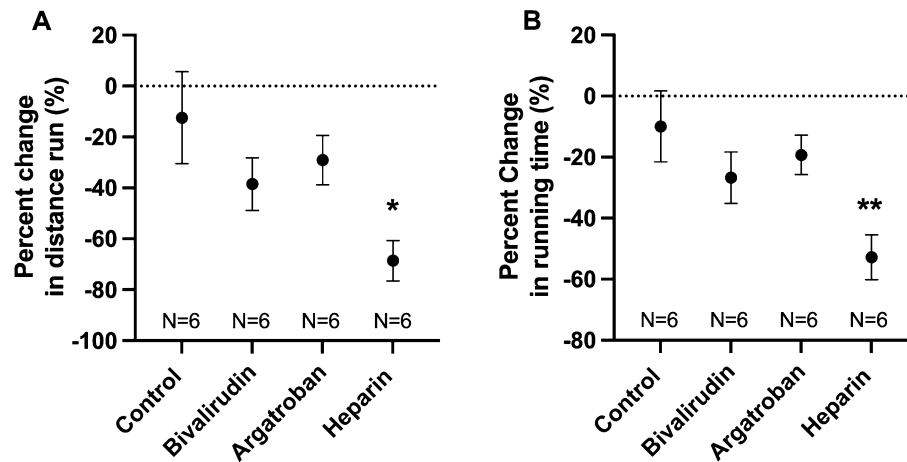 A
Percent change
in distance run (%)
20
0
-20
-40
-60
-80
-100
*
N=6 N=6 N=6 N=6
Control
Bivalirudin
Argatroban
Heparin
B
Percent Change
in running time (%)
20
0
-20
-40
-60
-80
**
N=6 N=6 N=6 N=6
Control
Bivalirudin
Argatroban
Heparin